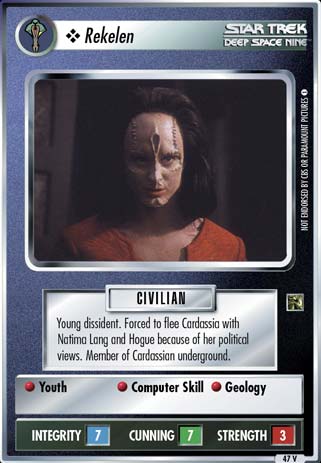 ❖ Rekelen
STAR TREK
DEEP SPACE NINE
NOT ENDORSED BY CBS OR PARAMOUNT PICTURES
CIVILIAN
Young dissident. Forced to flee Cardassia with
Natima Lang and Hogue because of her political
views. Member of Cardassian underground.
Youth Computer Skill Geology
INTEGRITY 7 CUNNING 7 STRENGTH 3
47 V